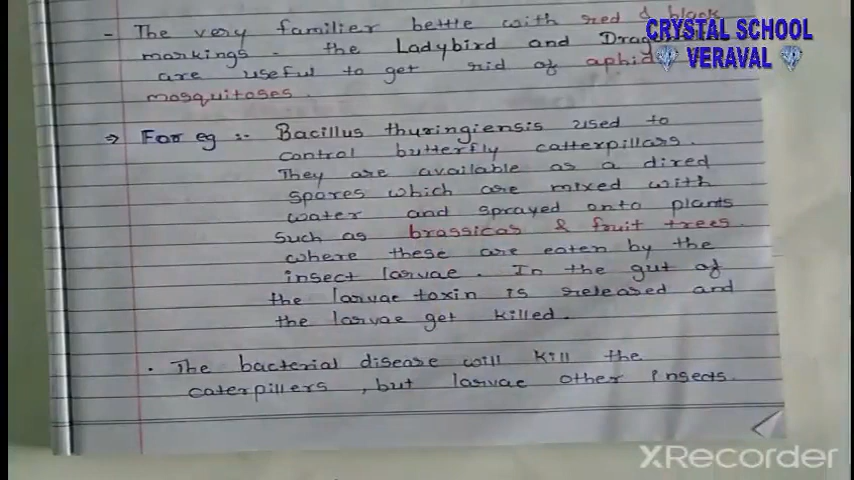 - The very familier bettle with red & black
markings - the Ladybird and
are useful to get rid of aphid
mosquitoses.
CRYSTAL SCHOOL
VERAVAL
→ For eg :- Bacillus thuringiensis used to
control butterfly catterpillars.
They are available as a dired
spores which are mixed with
water and sprayed onto plants
such as brassicas & fruit trees.
where these are eaten by the
insect larvae. In the gut of
the larvae toxin is released and
the larvae get killed.
• The bacterial disease will kill the
caterpillers, but larvae other insects.
XRecorder